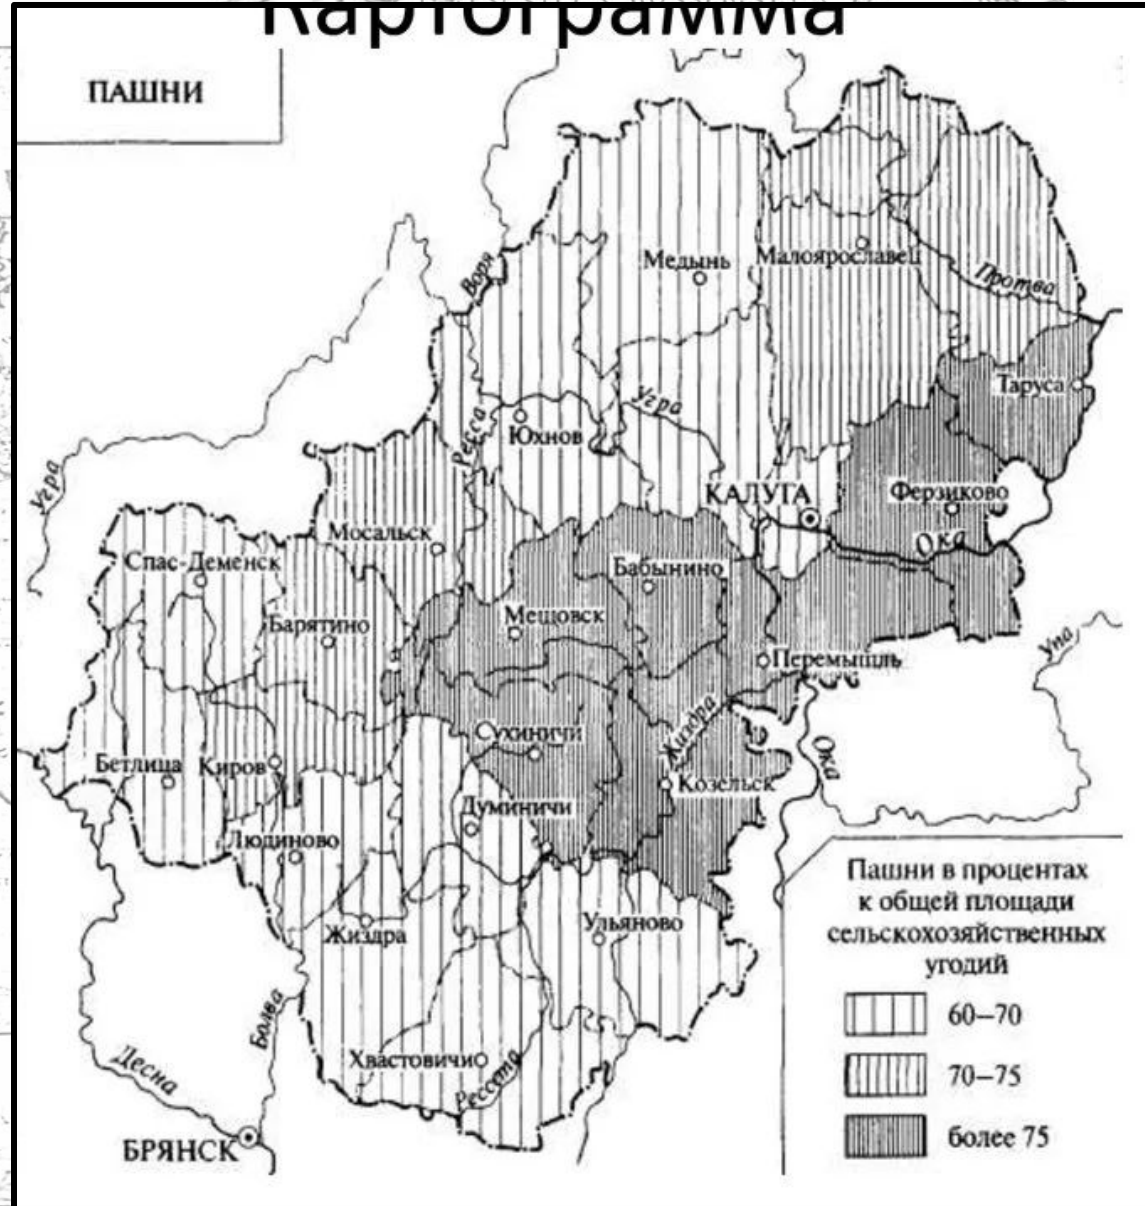 Картограмма
ПАШНИ
Медынь
Малоярославец
Воря
Протва
Таруса
Угра
Ресса
Юхнов
Угра
КАЛУГА
Ферзиково
Ока
Мосальск
Спас-Деменск
Бабынино
Барятино
Мещовск
Перемышль
Упа
Жиздра
Сухиничи
Ока
Бетлица
Киров
Козельск
Думиничи
Людиново
Жиздра
Ульяново
Болва
Хвастовичи
Рессета
Десна
БРЯНСК
Пашни в процентах
к общей площади
сельскохозяйственных
угодий
60–70
70–75
более 75